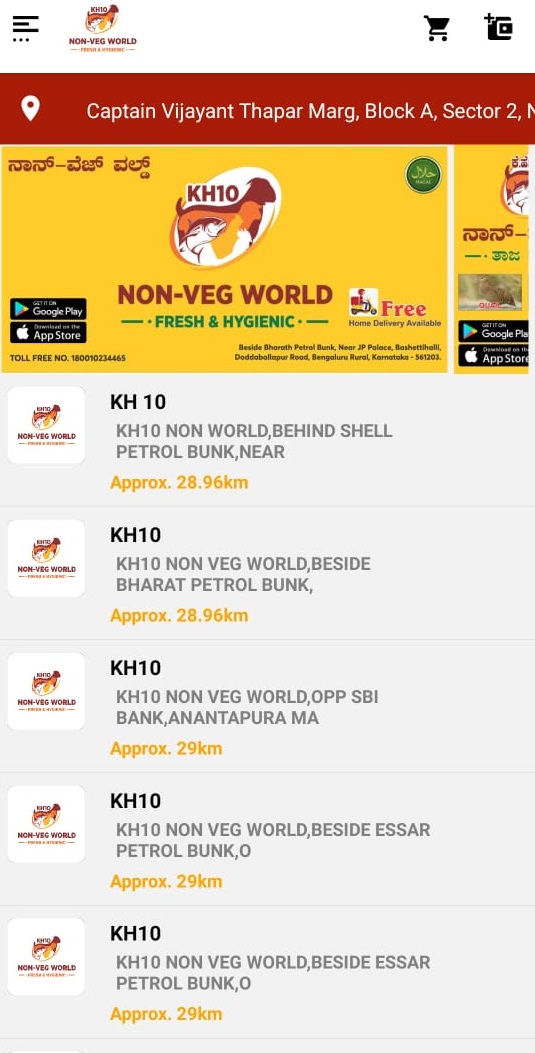 KH10
NON-VEG WORLD
FRESH & HYGIENIC
Captain Vijayant Thapar Marg, Block A, Sector 2, N
ನಾನ್-ವೆಜ್ ವರ್ಲ್ಡ್
KH10
حلال
HALAL
NON-VEG WORLD
FRESH & HYGIENIC
GET IT ON
Google Play
Download on the
App Store
Free
Home Delivery Available
TOLL FREE NO. 180010234465
Beside Bharath Petrol Bunk, Near JP Palace, Bashettihalli,
Doddaballapur Road, Bengaluru Rural, Karnataka - 561203.
ನಾನ್-
ತಾಜ
QUAIL
GET IT ON
Google Pla
Download on th
App Store
KH 10
KH10 NON WORLD,BEHIND SHELL
PETROL BUNK,NEAR
Approx. 28.96km
KH10
NON-VEG WORLD
FRESH & HYGIENIC
KH10
KH10 NON VEG WORLD,BESIDE
BHARAT PETROL BUNK,
Approx. 28.96km
KH10
NON-VEG WORLD
FRESH & HYGIENIC
KH10
KH10 NON VEG WORLD,OPP SBI
BANK,ANANTAPURA MA
Approx. 29km
KH10
NON-VEG WORLD
FRESH & HYGIENIC
KH10
KH10 NON VEG WORLD,BESIDE ESSAR
PETROL BUNK,O
Approx. 29km
KH10
NON-VEG WORLD
FRESH & HYGIENIC
KH10
KH10 NON VEG WORLD,BESIDE ESSAR
PETROL BUNK,O
Approx. 29km
KH10
NON-VEG WORLD
FRESH & HYGIENIC